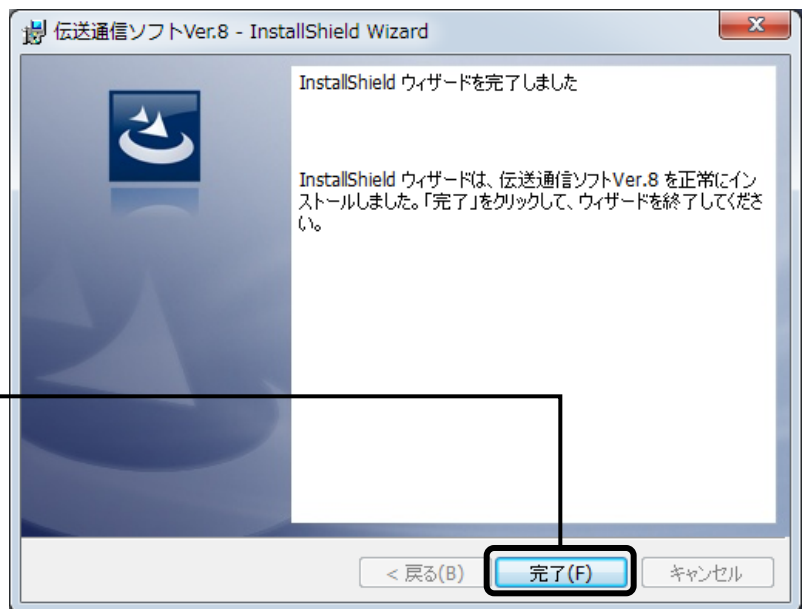 伝送通信ソフトVer.8 - InstallShield Wizard
InstallShield ウィザードを完了しました
InstallShield ウィザードは、伝送通信ソフトVer.8 を正常にイン
ストールしました。「完了」をクリックして、ウィザードを終了してくださ
い。
< 戻る(B)
完了(F)
キャンセル